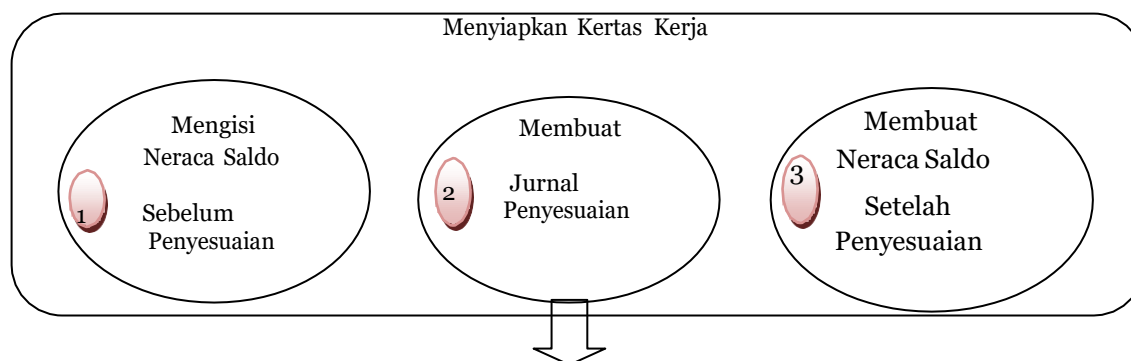 Menyiapkan Kertas Kerja
1
Mengisi
Neraca Saldo
Sebelum
Penyesuaian
2
Membuat
Jurnal
Penyesuaian
3
Membuat
Neraca Saldo
Setelah
Penyesuaian